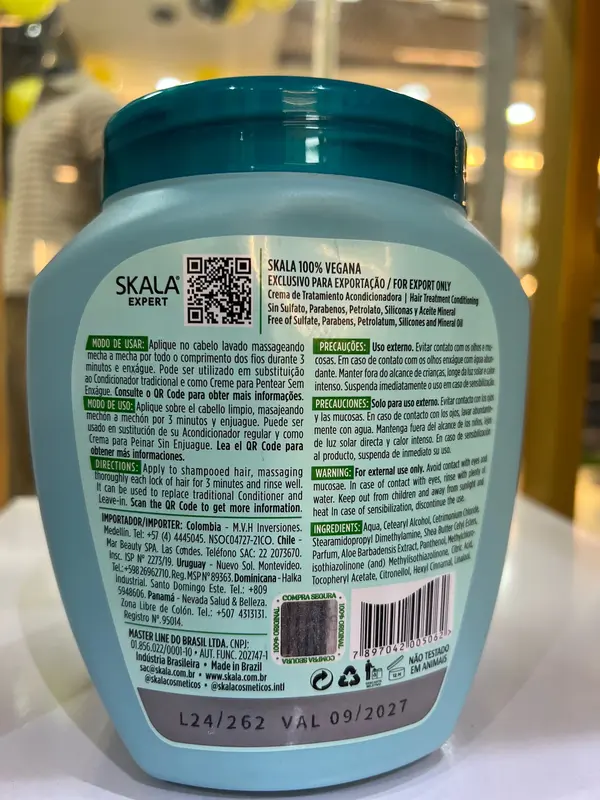 SKALA®
EXPERT
SKALA 100% VEGANA
EXCLUSIVO PARA EXPORTAÇÃO / FOR EXPORT ONLY
Crema de Tratamiento Acondicionadora | Hair Treatment Conditioning
Sin Sulfato, Parabenos, Petrolato, Siliconas y Aceite Mineral
Free of Sulfate, Parabens, Petrolatum, Silicones and Mineral Oil
MODO DE USAR: Aplique no cabelo lavado massageando
mecha a mecha por todo o comprimento dos fios durante 3
minutos e enxágue. Pode ser utilizado em substituição
ao Condicionador tradicional e como Creme para Pentear Sem
Enxágue. Consulte o QR Code para obter mais informações.
MODO DE USO: Aplique sobre el cabello limpio, masajeando
mechón a mechón por 3 minutos y enjuague. Puede ser
usado en sustitución de su Acondicionador regular y como
Crema para Peinar Sin Enjuague. Lea el QR Code para
obtener más informaciones.
DIRECTIONS: Apply to shampooed hair, massaging
thoroughly each lock of hair for 3 minutes and rinse well.
It can be used to replace traditional Conditioner and
Leave-in. Scan the QR Code to get more information.
IMPORTADOR/IMPORTER: Colombia - M.V.H Inversiones.
Medellín. Tel: +57 (4) 4445045. NSOC04727-21CO. Chile -
Mar Beauty SPA. Las Condes. Teléfono SAC: 22 2073670.
Insc. ISP Nº 2273/19. Uruguay - Nuevo Sol. Montevideo.
Tel.:+59826962710. Reg. MSP Nº 89363. Dominicana - Halka
Industrial. Santo Domingo Este. Tel.: +809
5948606. Panamá - Nevada Salud & Belleza.
Zona Libre de Colón. Tel.: +507 4313131.
Registro Nº. 95014.
MASTER LINE DO BRASIL LTDA. CNPJ:
01.856.022/0001-10 • AUT. FUNC. 202747-1
Indústria Brasileira • Made in Brazil
sac@skala.com.br • www.skala.com.br
@skalacosmeticos • @skalacosmeticos.intl
PRECAUÇÕES: Uso externo. Evitar contato com os olhos e mu-
cosas. Em caso de contato com os olhos enxágue com água abun-
dante. Manter fora do alcance de crianças, longe da luz solar e calor
intenso. Suspenda imediatamente o uso em caso de sensibilização.
PRECAUCIONES: Solo para uso externo. Evitar contacto con los ojos
y las mucosas. En caso de contacto con los ojos, lavar abundante-
mente con agua. Mantenga fuera del alcance de los niños, lejos
de luz solar directa y calor intenso. En caso de sensibilización
al producto, suspenda de inmediato su uso.
WARNING: For external use only. Avoid contact with eyes and
mucosae. In case of contact with eyes, rinse with plenty of
water. Keep out from children and away from sunlight and
heat In case of sensibilization, discontinue the use.
INGREDIENTS: Aqua, Cetearyl Alcohol, Cetrimonium Chloride,
Stearamidopropyl Dimethylamine, Shea Butter Cetyl Esters,
Parfum, Aloe Barbadensis Extract, Panthenol, Methylchloro-
isothiazolinone (and) Methylisothiazolinone, Citric Acid,
Tocopheryl Acetate, Citronellol, Hexyl Cinnamal, Linalool.
COMPRA SEGURA
100% ORIGINAL
COMPRA SEGURA
100% ORIGINAL
7 897042 005062
12 M
NÃO TESTADO
EM ANIMAIS
L24/262 VAL 09/2027